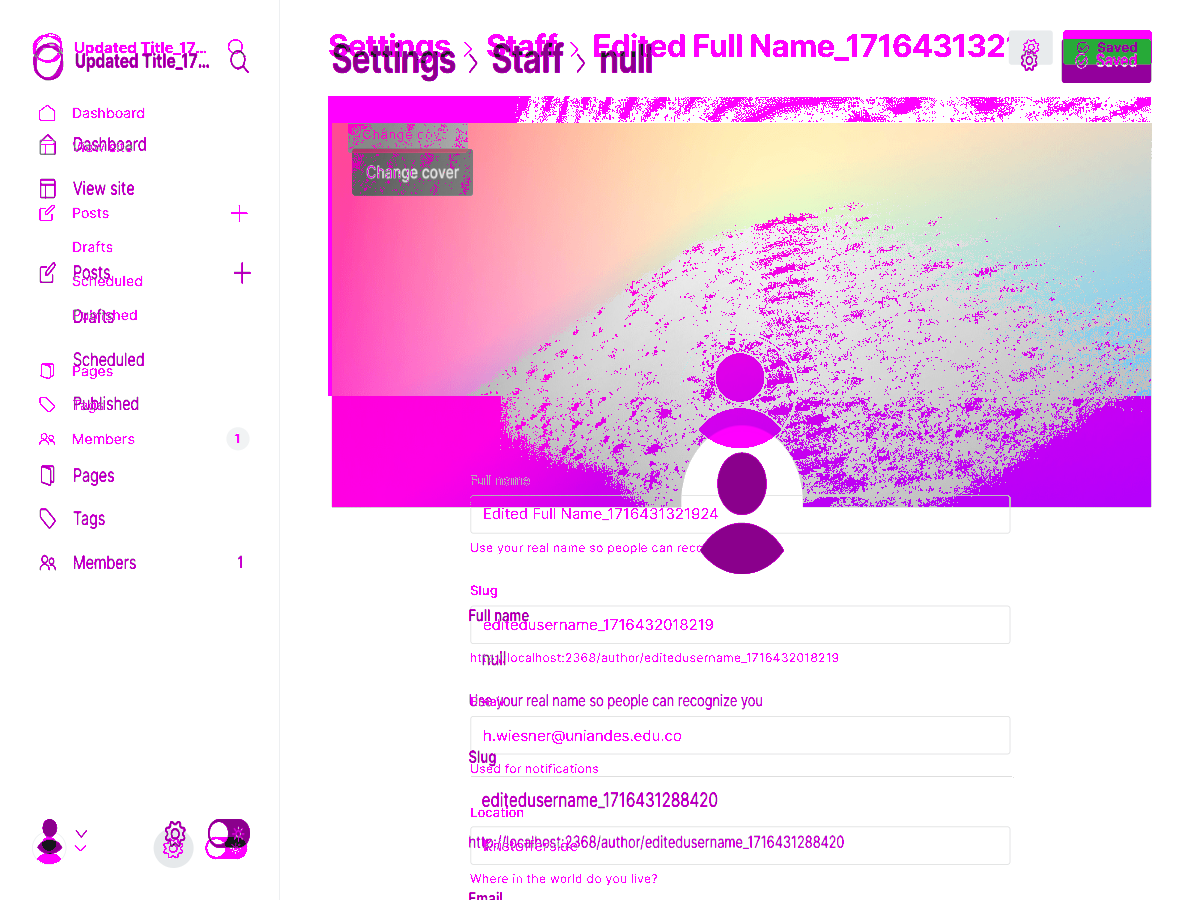 Updated Title_17...
Updated Title_17...
Settings > Staff > Edited Full Name_171643132
Settings > Staff > null
Saved
Saved
Change cover
Change cover
Dashboard
Dashboard
View site
View site
Posts
Drafts
Posts
Scheduled
Published
Drafts
Scheduled
Pages
Published
Tags
Members 1
Pages
Tags
Members 1
Full name
Edited Full Name_1716431321924
Use your real name so people can reco
Slug
Full name
editedusername_1716432018219
null
http://localhost:2368/author/editedusername_1716432018219
Use your real name so people can recognize you
Email
h.wiesner@uniandes.edu.co
Slug
Used for notifications
editedusername_1716431288420
Location
http://localhost:2368/author/editedusername_1716431288420
Kristofferside
Where in the world do you live?
Email